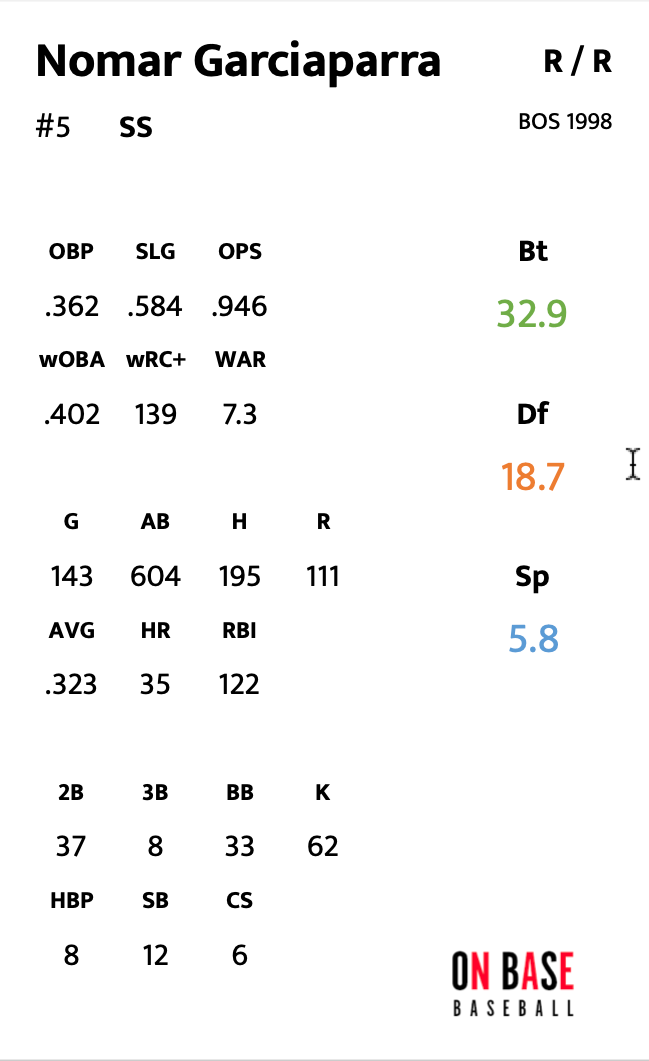 Nomar Garciaparra R / R
#5 SS BOS 1998
OBP SLG OPS Bt
.362 .584 .946 32.9
wOBA wRC+ WAR
.402 139 7.3 Df
18.7
G AB H R
143 604 195 111 Sp
AVG HR RBI 5.8
.323 35 122
2B 3B BB K
37 8 33 62
HBP SB CS
8 12 6
ON BASE
BASEBALL